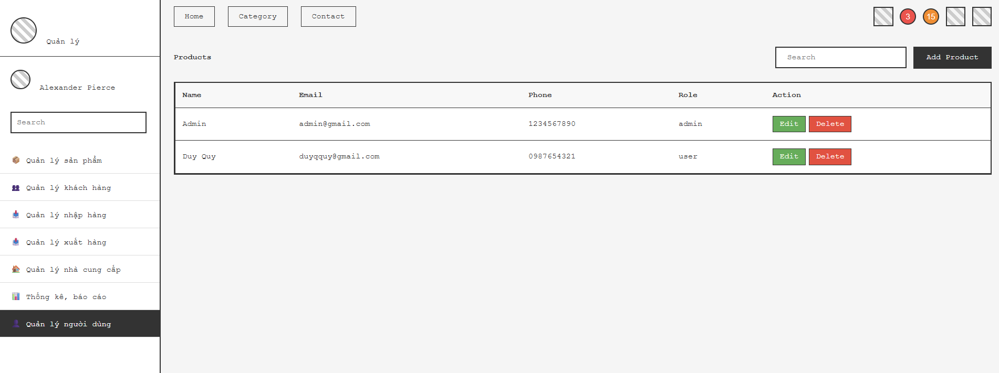 Quản lý
Alexander Pierce
Search
Quản lý sản phẩm
Quản lý khách hàng
Quản lý nhập hàng
Quản lý xuất hàng
Quản lý nhà cung cấp
Thống kê, báo cáo
Quản lý người dùng
Home Category Contact 3 15
Products Search Add Product
Name Email Phone Role Action
Admin admin@gmail.com 1234567890 admin Edit Delete
Duy Quy duyqquy@gmail.com 0987654321 user Edit Delete